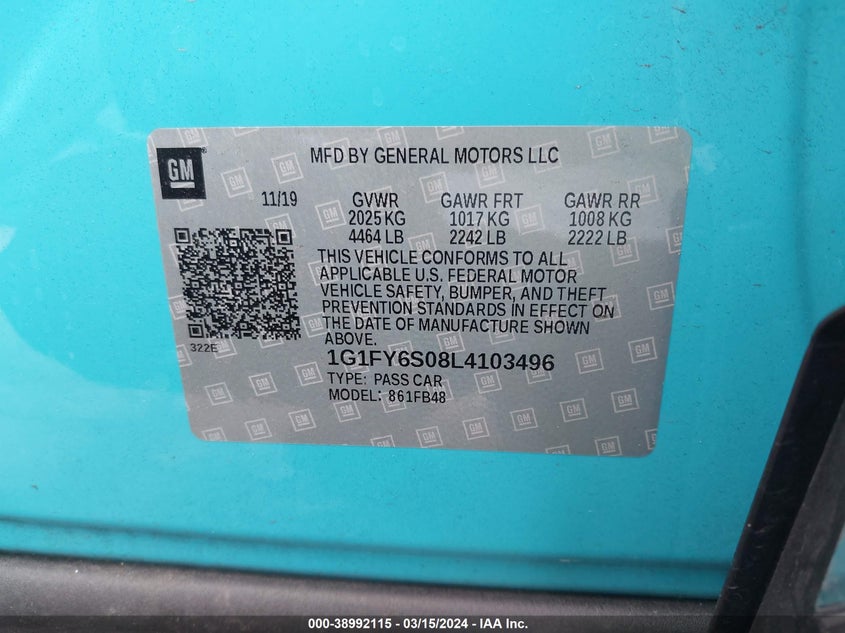 GM
MFD BY GENERAL MOTORS LLC
11/19
GVWR GAWR FRT GAWR RR
2025 KG 1017 KG 1008 KG
4464 LB 2242 LB 2222 LB
THIS VEHICLE CONFORMS TO ALL
APPLICABLE U.S. FEDERAL MOTOR
VEHICLE SAFETY, BUMPER, AND THEFT
PREVENTION STANDARDS IN EFFECT ON
THE DATE OF MANUFACTURE SHOWN
ABOVE.
322E
1G1FY6S08L4103496
TYPE: PASS CAR
MODEL: 861FB48
000-38992115 - 03/15/2024 - IAA Inc.